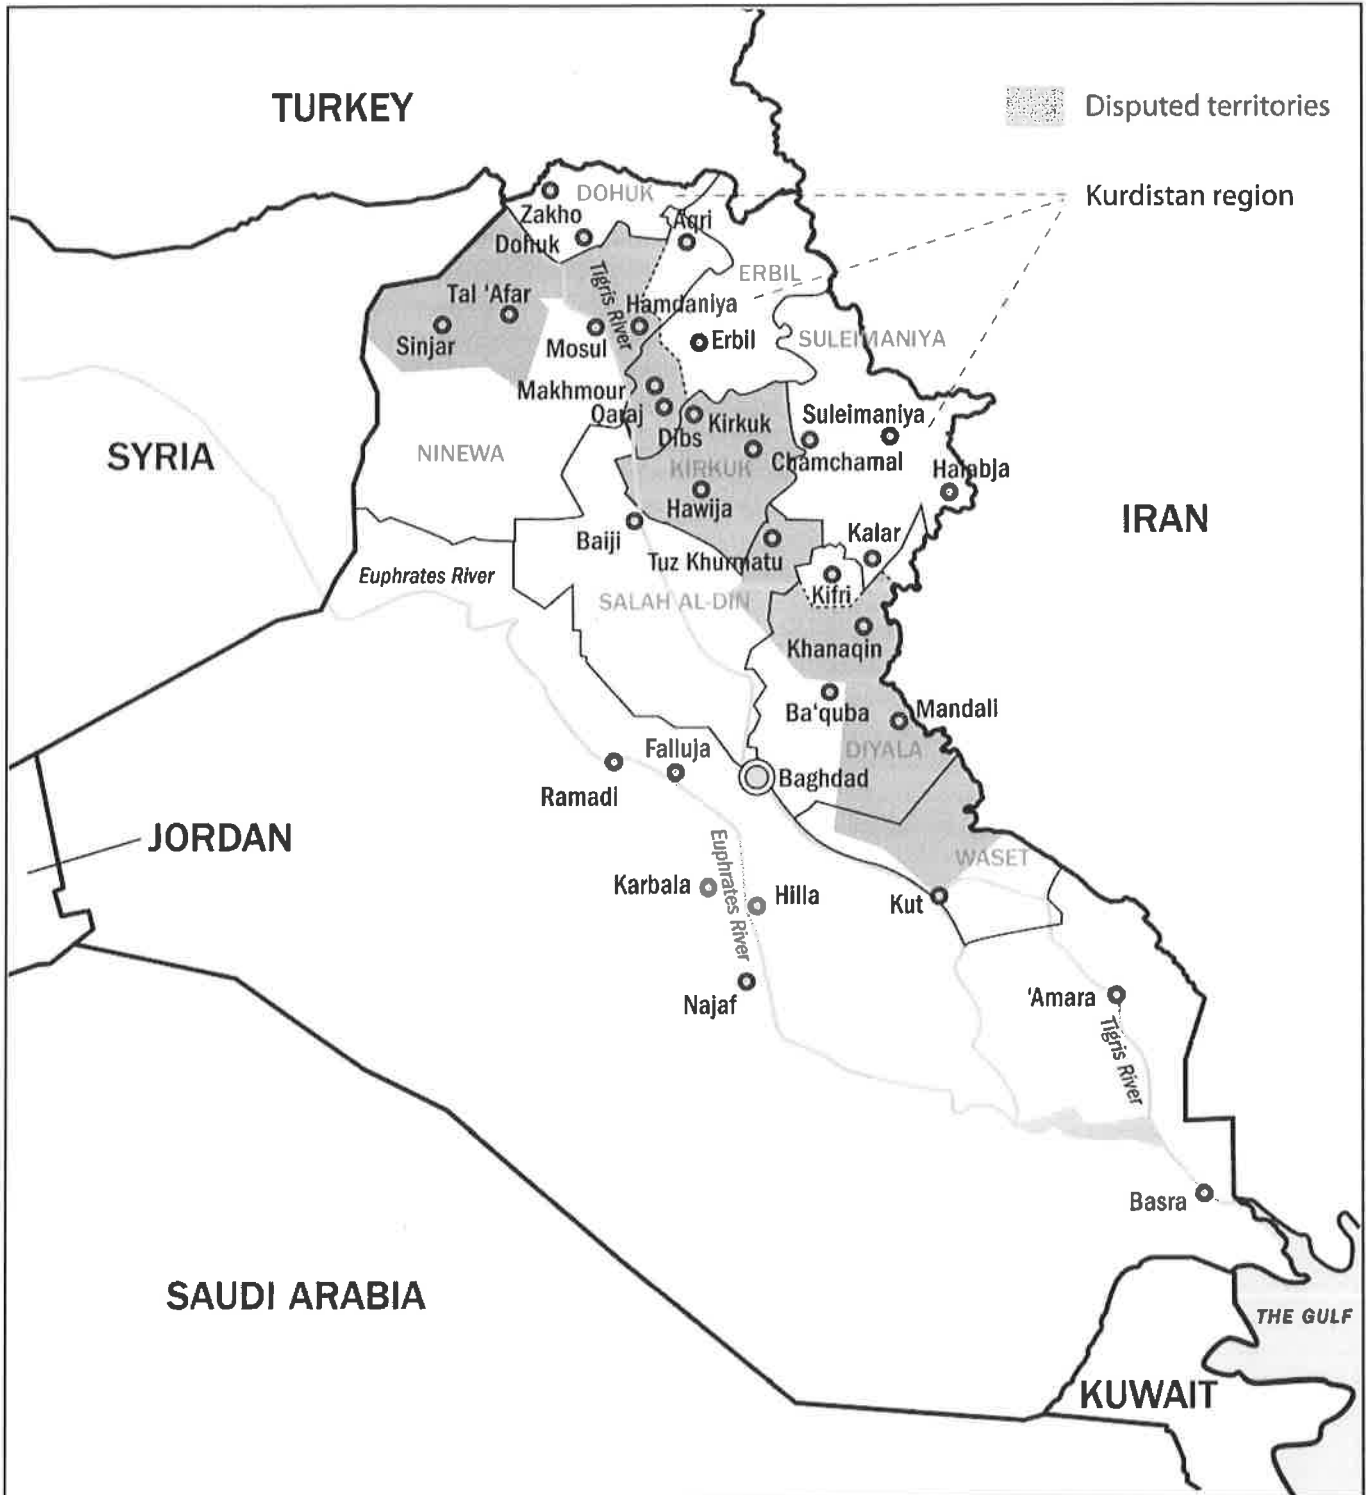 TURKEY
Disputed territories
DOHUK
Kurdistan region
Zakho
Aqri
Dohuk
ERBIL
Tigris River
Tal ‘Afar
Hamdaniya
Sinjar
Mosul
Erbil
SULEIMANIYA
Makhmour
Qaraj
Dibs
Kirkuk
Suleimaniya
SYRIA
NINEWA
KIRKUK
Chamchamal
Halabja
Hawija
IRAN
Baiji
Kalar
Tuz Khurmatu
Euphrates River
SALAH AL-DIN
Kifri
Khanaqin
Ba‘quba
Mandali
Falluja
DIYALA
Ramadi
Baghdad
JORDAN
WASET
Euphrates River
Karbala
Hilla
Kut
Najaf
‘Amara
Tigris River
Basra
SAUDI ARABIA
THE GULF
KUWAIT